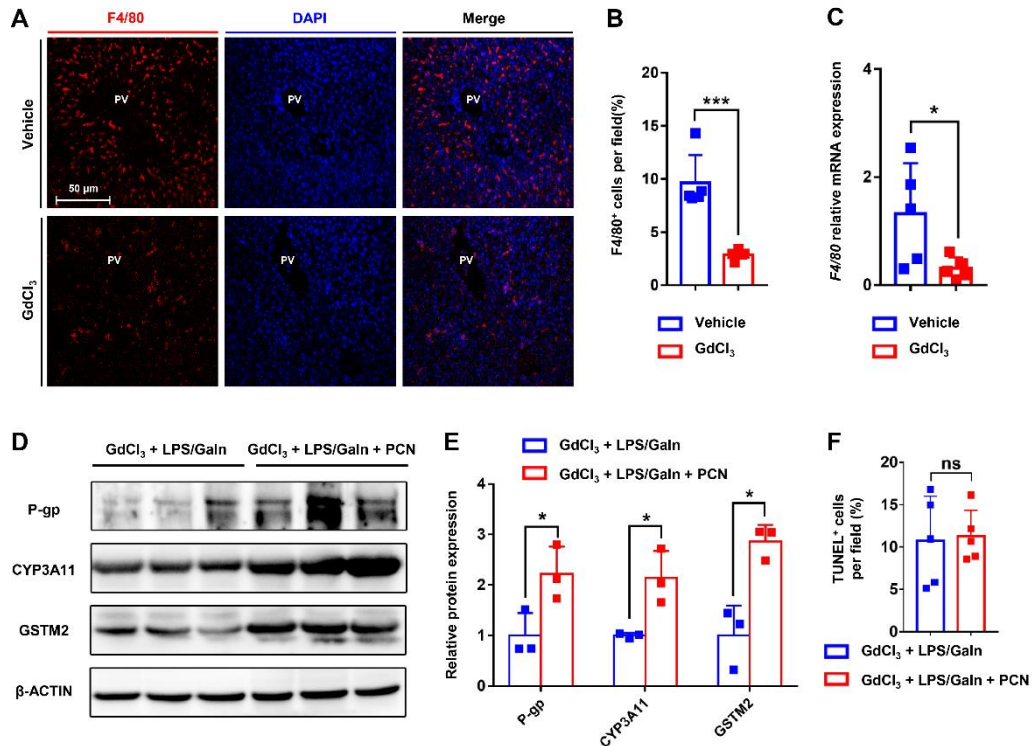 A
F4/80
DAPI
Merge
Vehicle
PV
PV
PV
50 μm
GdCl₃
PV
PV
PV
B
F4/80⁺ cells per field(%)
20
15
10
5
0
***
Vehicle
GdCl₃
C
F4/80 relative mRNA expression
4
2
0
*
Vehicle
GdCl₃
D
GdCl₃ + LPS/Galn
GdCl₃ + LPS/Galn + PCN
P-gp
CYP3A11
GSTM2
β-ACTIN
E
GdCl₃ + LPS/Galn
GdCl₃ + LPS/Galn + PCN
Relative protein expression
4
3
2
1
0
*
*
*
P-gp
CYP3A11
GSTM2
F
TUNEL⁺ cells
per field (%)
20
15
10
5
0
ns
GdCl₃ + LPS/Galn
GdCl₃ + LPS/Galn + PCN